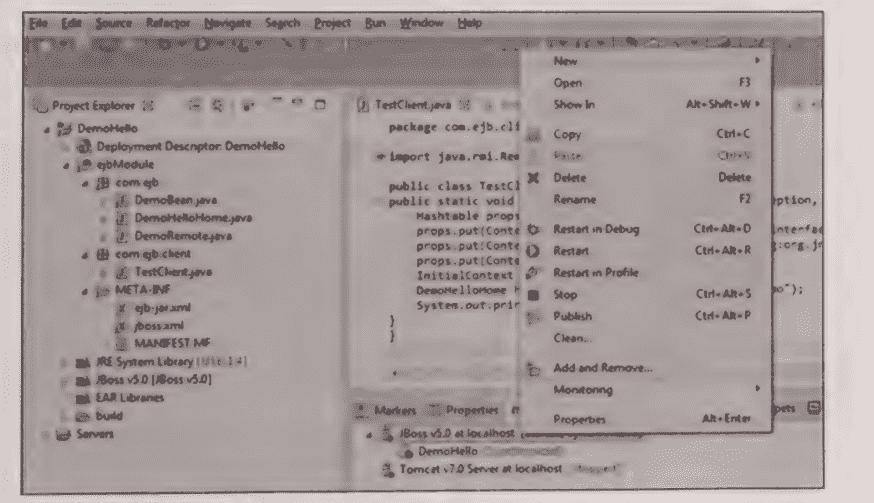 File Edit Source Refactor Navigate Search Project Run Window Help
Project Explorer
DemoHello
Deployment Descriptor: DemoHello
ejbModule
com.ejb
DemoBean.java
DemoHelloHome.java
DemoRemote.java
com.ejb.client
TestClient.java
META-INF
ejb-jar.xml
jboss.xml
MANIFEST.MF
JRE System Library
JBoss v5.0 [JBoss v5.0]
EAR Libraries
build
Servers
TestClient.java
package com.ejb.cli
import java.rmi.Rem
public class TestCl
public static void
ption,
Hashtable props
props.put(Conte
interfac
props.put(Conte
g:org.jn
props.put(Conte
InitialContext
DemoHelloHome h
System.out.prin
o");
}
}
New
Open F3
Show In Alt+Shift+W
Copy Ctrl+C
Paste Ctrl+V
Delete Delete
Rename F2
Restart in Debug Ctrl+Alt+D
Restart Ctrl+Alt+R
Restart in Profile
Stop Ctrl+Alt+S
Publish Ctrl+Alt+P
Clean...
Add and Remove...
Monitoring
Properties Alt+Enter
Markers Properties
pets
JBoss v5.0 at localhost
DemoHello
Tomcat v7.0 Server at localhost